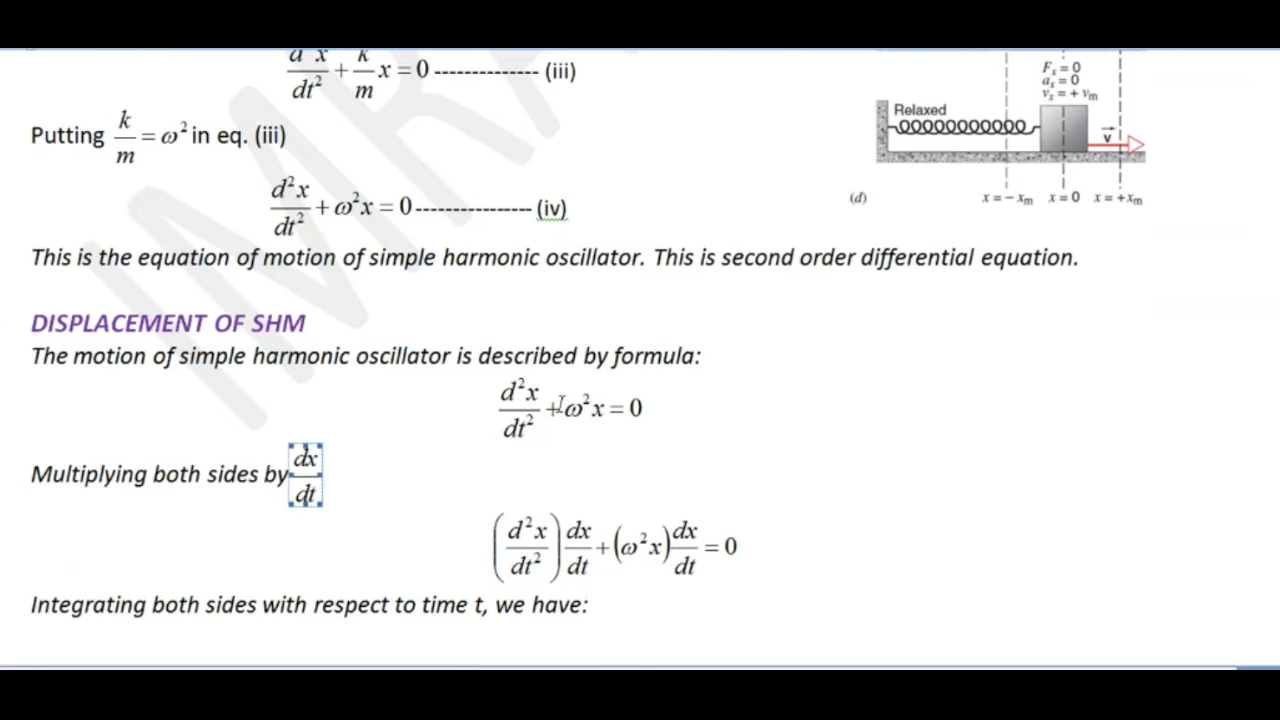 d²x/dt² + k/m x = 0 -------------- (iii)
Putting k/m = ω² in eq. (iii)
d²x/dt² + ω²x = 0 ---------------- (iv)
This is the equation of motion of simple harmonic oscillator. This is second order differential equation.
DISPLACEMENT OF SHM
The motion of simple harmonic oscillator is described by formula:
d²x/dt² + ω²x = 0
Multiplying both sides by dx/dt
(d²x/dt²) dx/dt + (ω²x) dx/dt = 0
Integrating both sides with respect to time t, we have:
Fx = 0
ax = 0
vx = + vm
Relaxed
v
(d)
x = − xm x = 0 x = +xm